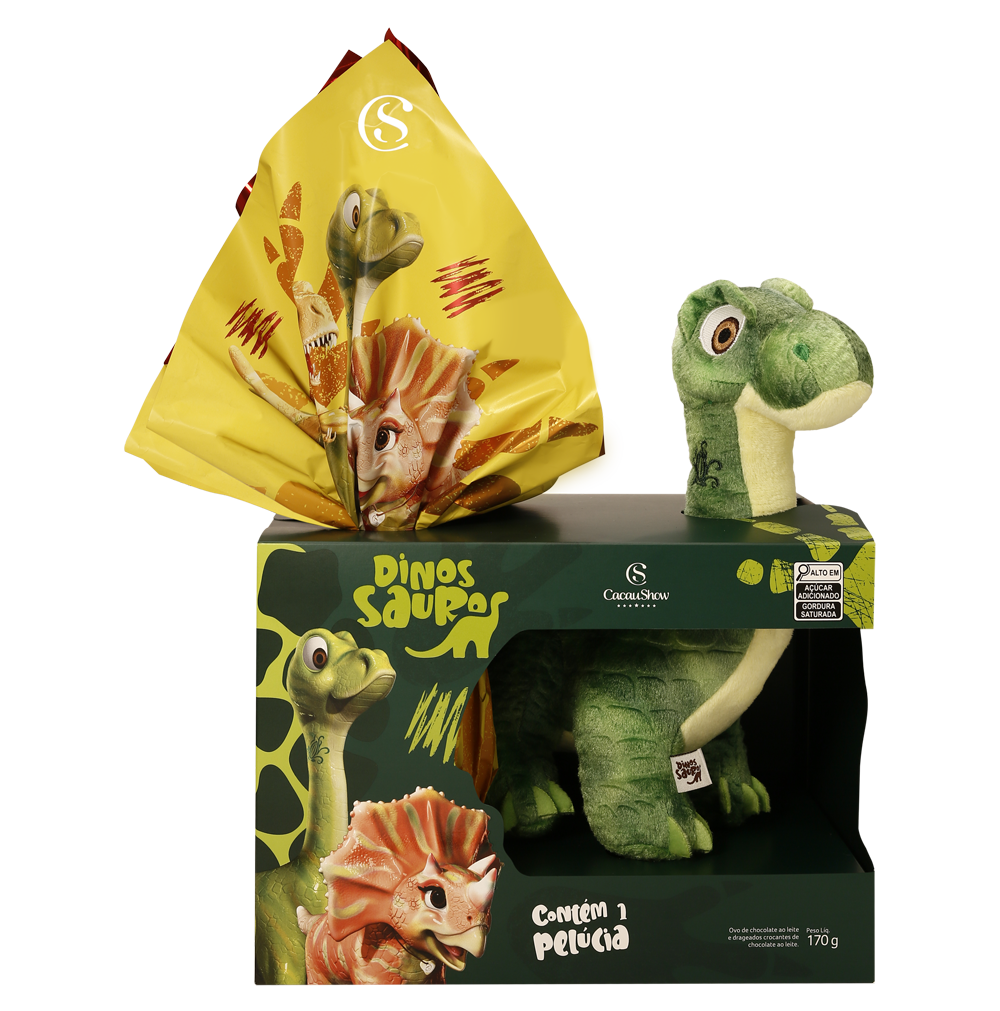 CS
DINOS
SAUROS
CS
CacauShow
ALTO EM
AÇÚCAR
ADICIONADO
GORDURA
SATURADA
DINOS
SAUROS
Contém 1
pelúcia
Ovo de chocolate ao leite
e drageados crocantes de
chocolate ao leite.
Peso Líq.
170 g